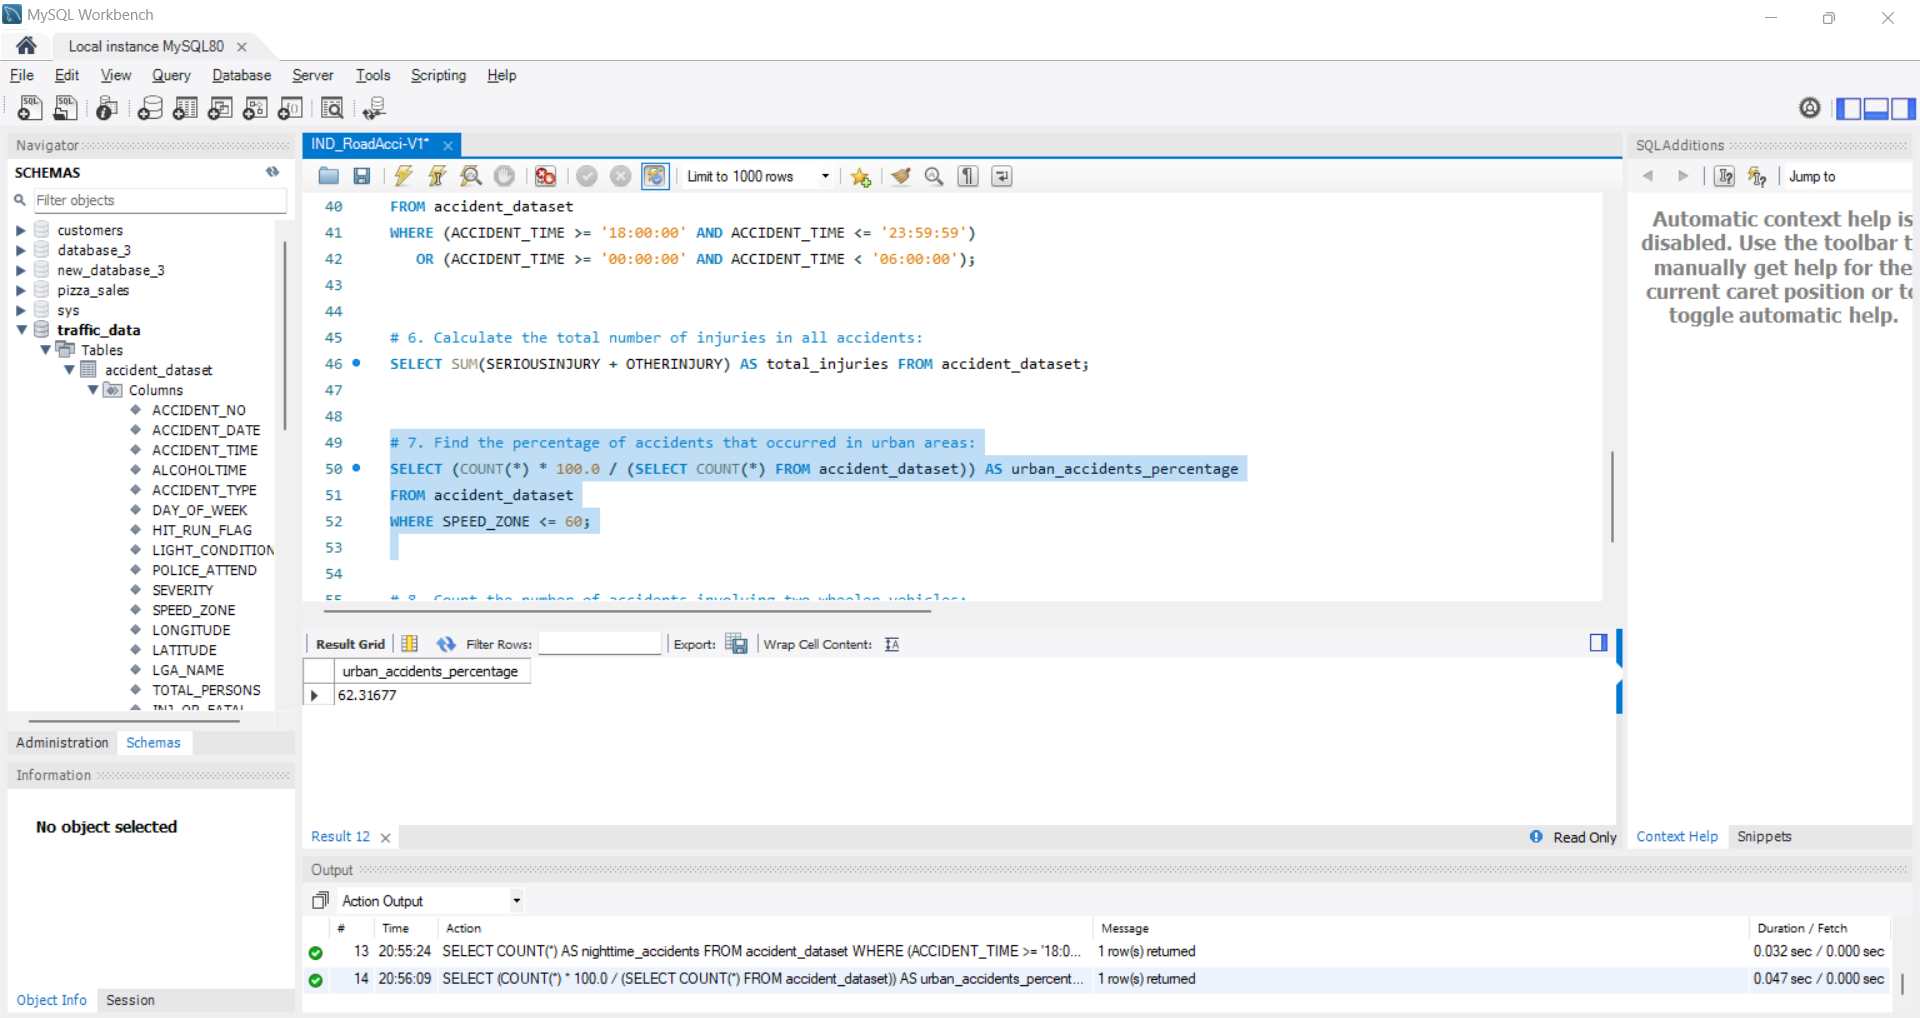 MySQL Workbench
Local instance MySQL80
File Edit View Query Database Server Tools Scripting Help
Navigator
SCHEMAS
Filter objects
customers
database_3
new_database_3
pizza_sales
sys
traffic_data
Tables
accident_dataset
Columns
ACCIDENT_NO
ACCIDENT_DATE
ACCIDENT_TIME
ALCOHOLTIME
ACCIDENT_TYPE
DAY_OF_WEEK
HIT_RUN_FLAG
LIGHT_CONDITION
POLICE_ATTEND
SEVERITY
SPEED_ZONE
LONGITUDE
LATITUDE
LGA_NAME
TOTAL_PERSONS
Administration Schemas
Information
No object selected
Object Info Session
IND_RoadAcci-V1*
Limit to 1000 rows
40 FROM accident_dataset
41 WHERE (ACCIDENT_TIME >= '18:00:00' AND ACCIDENT_TIME <= '23:59:59')
42 OR (ACCIDENT_TIME >= '00:00:00' AND ACCIDENT_TIME < '06:00:00');
43
44
45 # 6. Calculate the total number of injuries in all accidents:
46 SELECT SUM(SERIOUSINJURY + OTHERINJURY) AS total_injuries FROM accident_dataset;
47
48
49 # 7. Find the percentage of accidents that occurred in urban areas:
50 SELECT (COUNT(*) * 100.0 / (SELECT COUNT(*) FROM accident_dataset)) AS urban_accidents_percentage
51 FROM accident_dataset
52 WHERE SPEED_ZONE <= 60;
53
54
55 # 8. Count the number of accidents involving two-wheeler vehicles:
Result Grid Filter Rows: Export: Wrap Cell Content:
urban_accidents_percentage
62.31677
Result 12
Read Only
Output
Action Output
# Time Action Message Duration / Fetch
13 20:55:24 SELECT COUNT(*) AS nighttime_accidents FROM accident_dataset WHERE (ACCIDENT_TIME >= '18:0... 1 row(s) returned 0.032 sec / 0.000 sec
14 20:56:09 SELECT (COUNT(*) * 100.0 / (SELECT COUNT(*) FROM accident_dataset)) AS urban_accidents_percent... 1 row(s) returned 0.047 sec / 0.000 sec
SQLAdditions
Jump to
Automatic context help is
disabled. Use the toolbar t
manually get help for the
current caret position or to
toggle automatic help.
Context Help Snippets